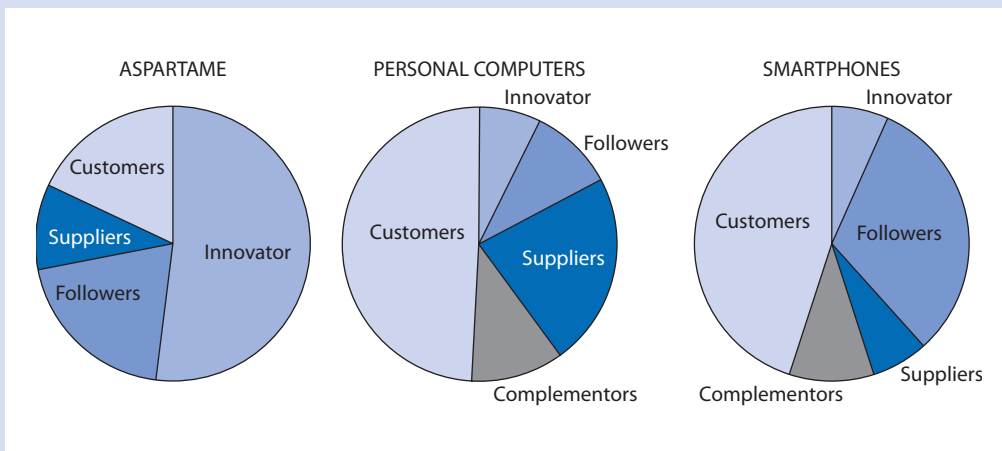 ASPARTAME
Customers
Suppliers
Followers
Innovator
PERSONAL COMPUTERS
Innovator
Followers
Customers
Suppliers
Complementors
SMARTPHONES
Innovator
Customers
Followers
Suppliers
Complementors